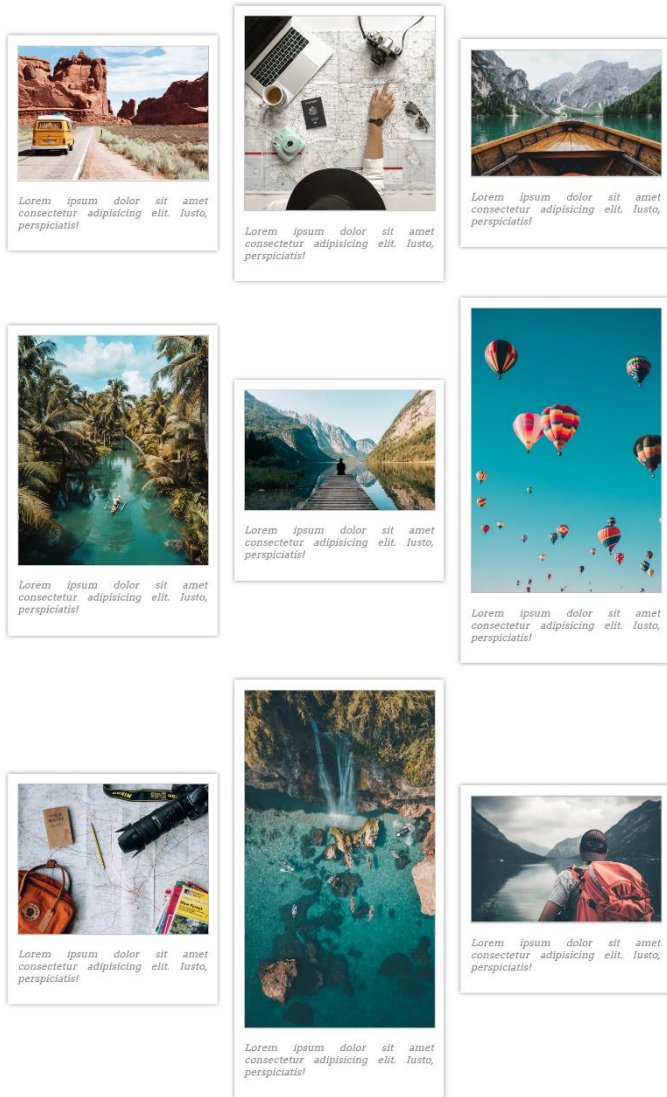 Lorem ipsum dolor sit amet
consectetur adipisicing elit. Iusto,
perspiciatis!
Lorem ipsum dolor sit amet
consectetur adipisicing elit. Iusto,
perspiciatis!
Lorem ipsum dolor sit amet
consectetur adipisicing elit. Iusto,
perspiciatis!
Lorem ipsum dolor sit amet
consectetur adipisicing elit. Iusto,
perspiciatis!
Lorem ipsum dolor sit amet
consectetur adipisicing elit. Iusto,
perspiciatis!
Lorem ipsum dolor sit amet
consectetur adipisicing elit. Iusto,
perspiciatis!
Lorem ipsum dolor sit amet
consectetur adipisicing elit. Iusto,
perspiciatis!
Lorem ipsum dolor sit amet
consectetur adipisicing elit. Iusto,
perspiciatis!
Lorem ipsum dolor sit amet
consectetur adipisicing elit. Iusto,
perspiciatis!